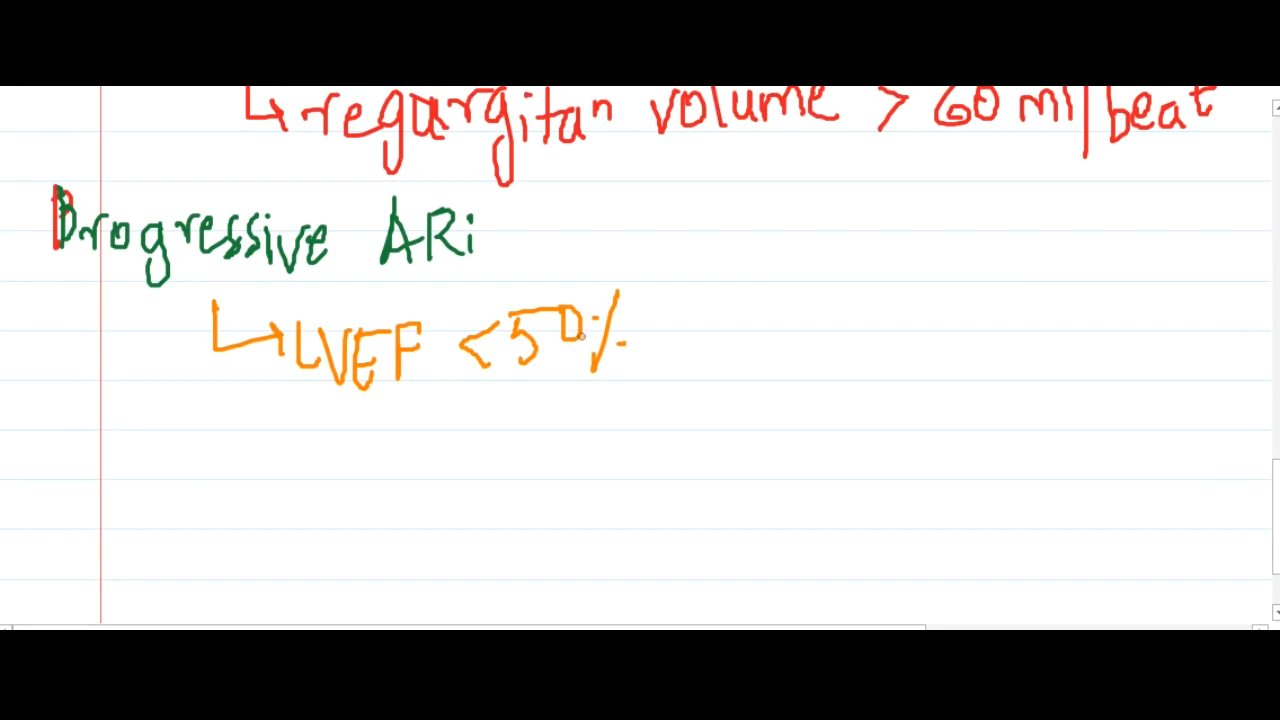 ↳ regurgitan volume > 60 ml/beat
Progressive ARi
↳ LVEF < 50%